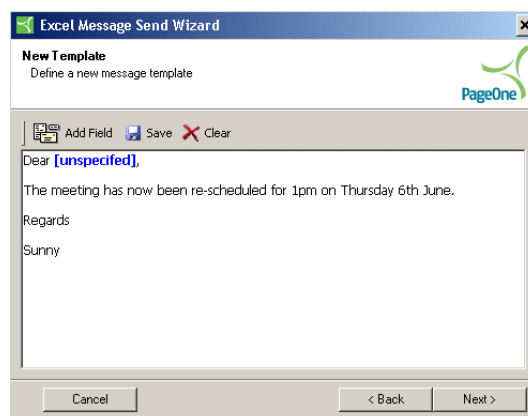 Excel Message Send Wizard
New Template
Define a new message template
PageOne
Add Field Save Clear
Dear [unspecifed],
The meeting has now been re-scheduled for 1pm on Thursday 6th June.
Regards
Sunny
Cancel < Back Next >